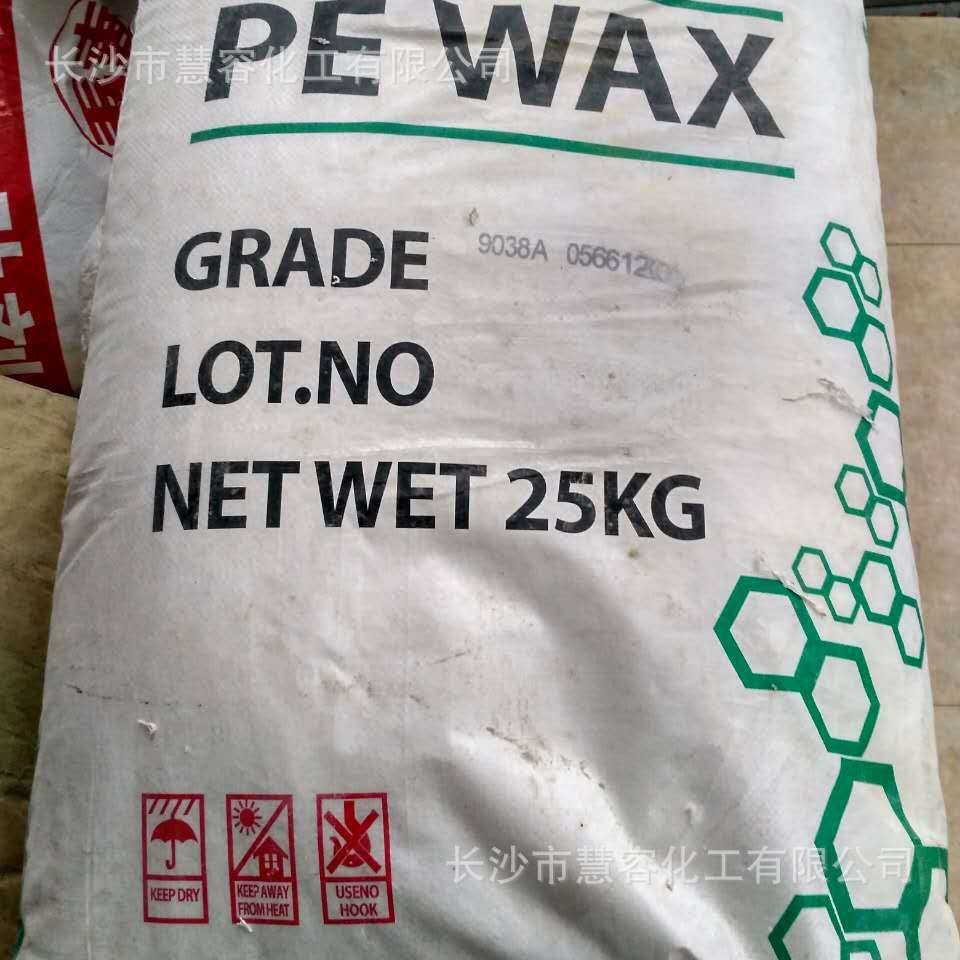 PE WAX
长沙市慧容化工有限公司
GRADE 9038A
LOT.NO
NET WET 25KG
长沙市慧容化工有限公司
KEEP DRY
KEEP AWAY
FROM HEAT
USENO
HOOK